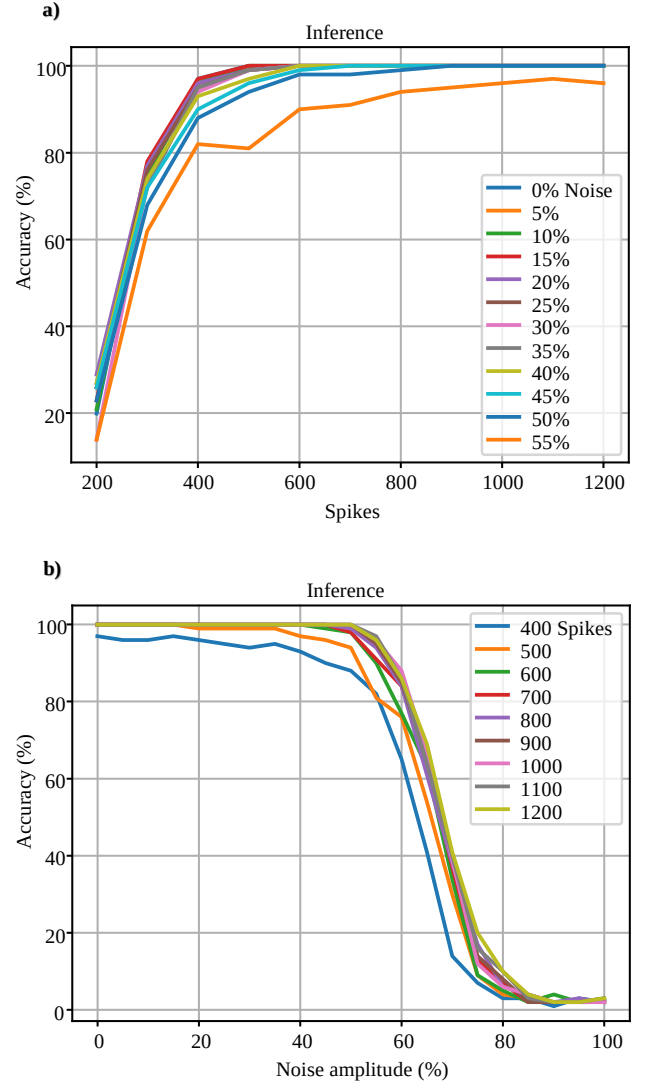 a)
Inference
100
80
60
40
20
Accuracy (%)
0% Noise
5%
10%
15%
20%
25%
30%
35%
40%
45%
50%
55%
200 400 600 800 1000 1200
Spikes
b)
Inference
100
80
60
40
20
0
Accuracy (%)
400 Spikes
500
600
700
800
900
1000
1100
1200
0 20 40 60 80 100
Noise amplitude (%)